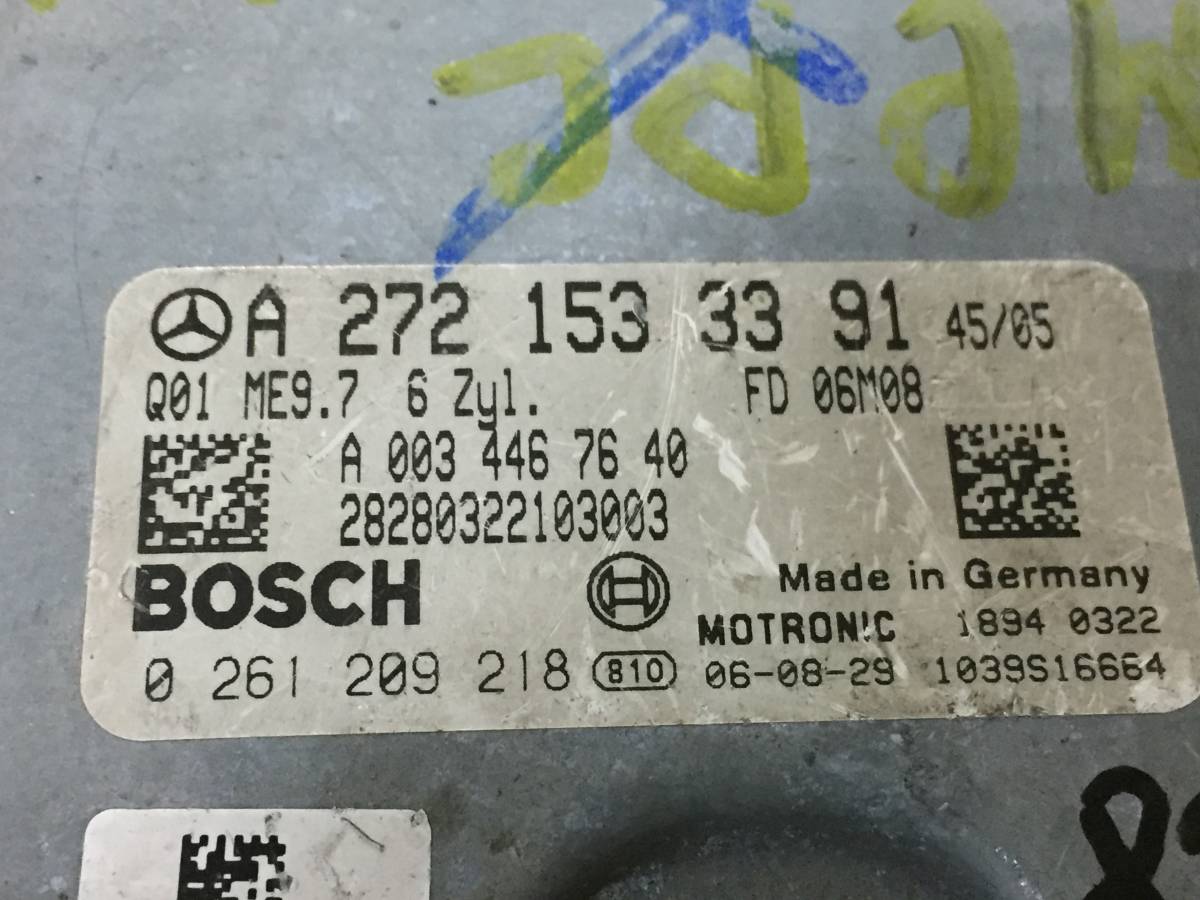 A 272 153 33 91 45/05
Q01 ME9.7 6 Zyl. FD 06M08
A 003 446 76 40
28280322103003
BOSCH Made in Germany
MOTRONIC 1894 0322
0 261 209 218 810 06-08-29 1039S16664